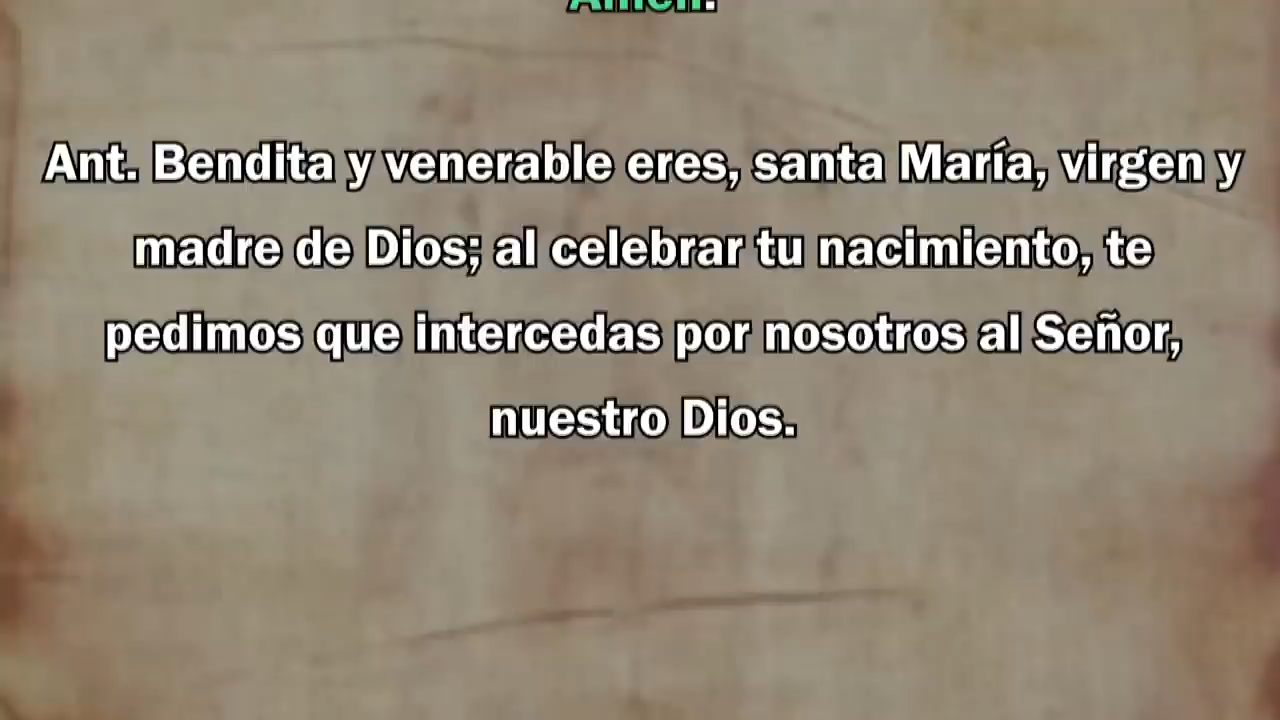 Amén.
Ant. Bendita y venerable eres, santa María, virgen y
madre de Dios; al celebrar tu nacimiento, te
pedimos que intercedas por nosotros al Señor,
nuestro Dios.